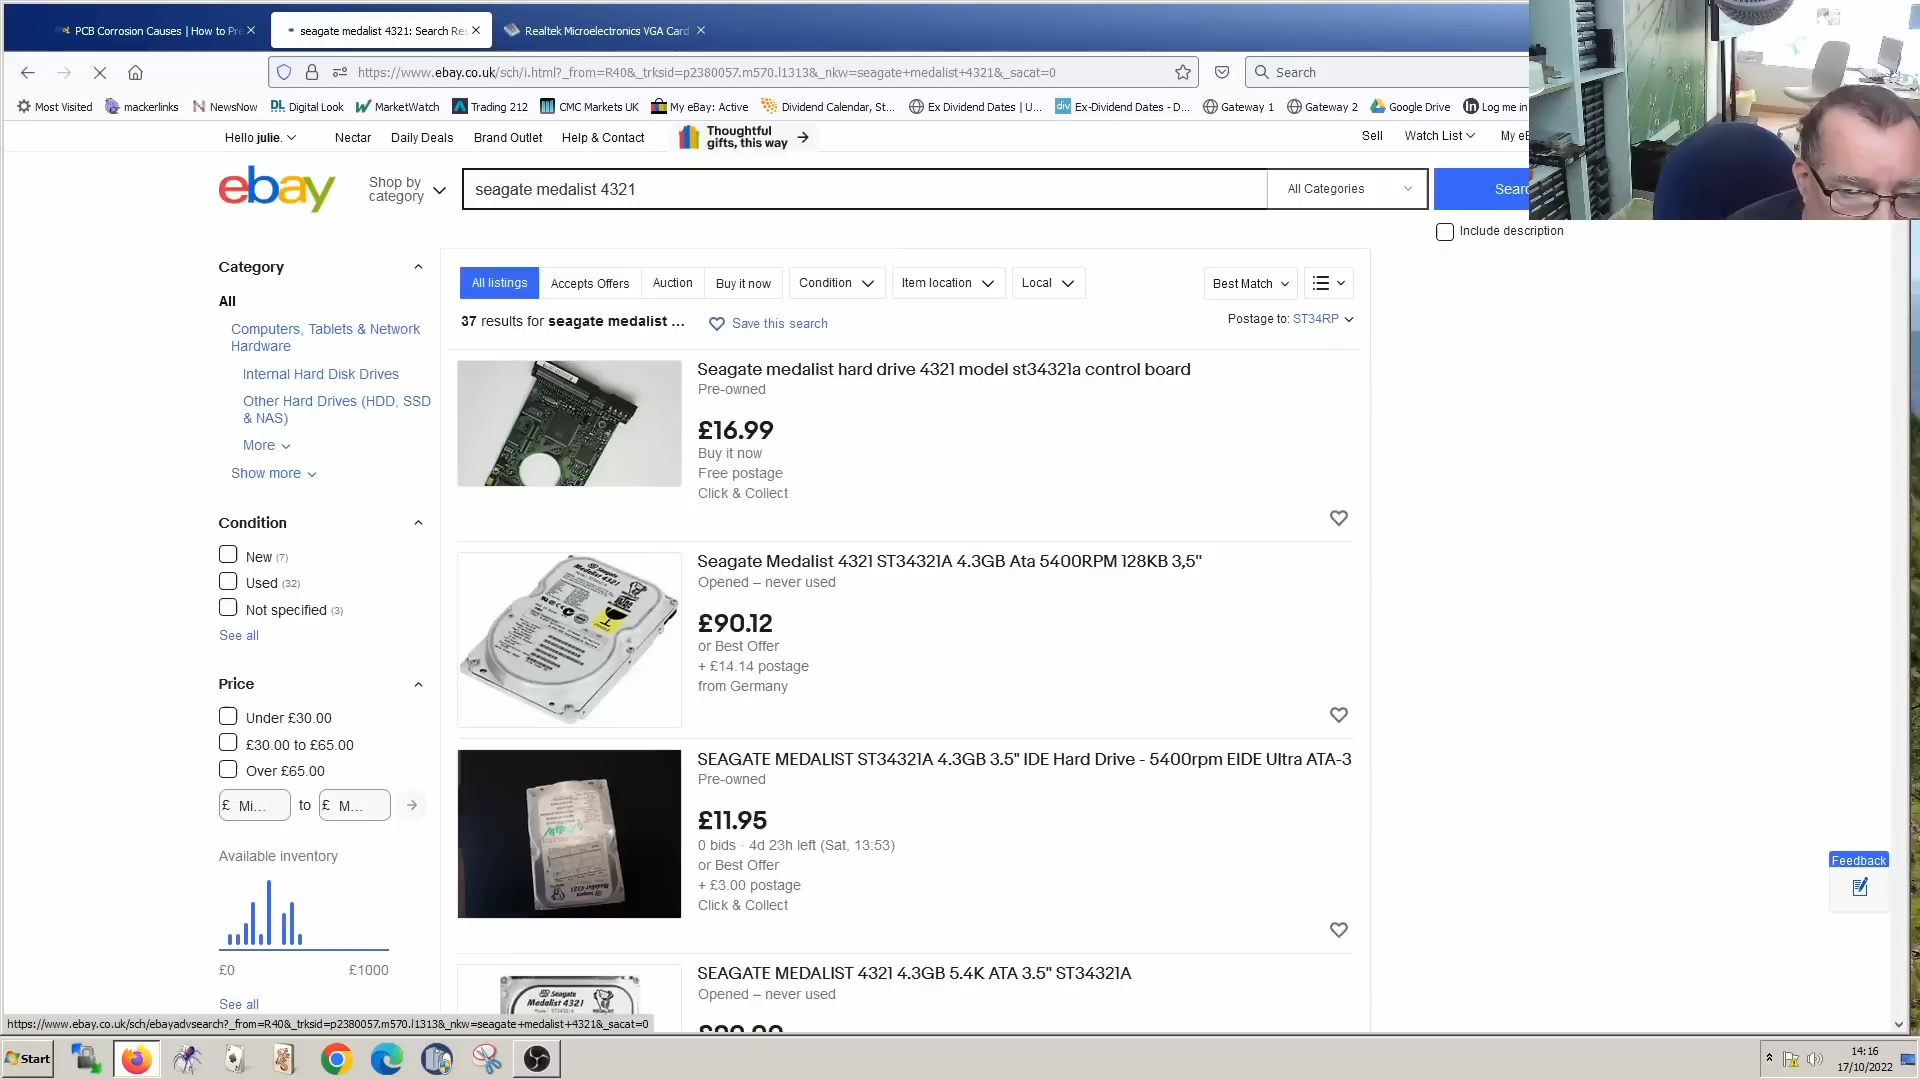 PCB Corrosion Causes | How to Pre
seagate medalist 4321: Search Res
Realtek Microelectronics VGA Card
https://www.ebay.co.uk/sch/i.html?_from=R40&_trksid=p2380057.m570.l1313&_nkw=seagate+medalist+4321&_sacat=0
Search
Most Visited mackerlinks NewsNow Digital Look MarketWatch Trading 212 CMC Markets UK My eBay: Active Dividend Calendar, St... Ex Dividend Dates | U... Ex-Dividend Dates - D... Gateway 1 Gateway 2 Google Drive Log me in
Hello julie. Nectar Daily Deals Brand Outlet Help & Contact
Thoughtful
gifts, this way
Sell Watch List My eB
ebay
Shop by
category
seagate medalist 4321
All Categories
Searc
Include description
Category
All
Computers, Tablets & Network
Hardware
Internal Hard Disk Drives
Other Hard Drives (HDD, SSD
& NAS)
More
Show more
Condition
New (7)
Used (32)
Not specified (3)
See all
Price
Under £30.00
£30.00 to £65.00
Over £65.00
£ Mi... to £ M...
Available inventory
£0 £1000
See all
All listings Accepts Offers Auction Buy it now Condition Item location Local Best Match
37 results for seagate medalist ... Save this search
Postage to: ST34RP
Seagate medalist hard drive 4321 model st34321a control board
Pre-owned
£16.99
Buy it now
Free postage
Click & Collect
Seagate Medalist 4321 ST34321A 4.3GB Ata 5400RPM 128KB 3,5"
Opened – never used
£90.12
or Best Offer
+ £14.14 postage
from Germany
Seagate
Medalist 4321
SEAGATE MEDALIST ST34321A 4.3GB 3.5" IDE Hard Drive - 5400rpm EIDE Ultra ATA-3
Pre-owned
£11.95
0 bids · 4d 23h left (Sat, 13:53)
or Best Offer
+ £3.00 postage
Click & Collect
Medalist 4321
SEAGATE MEDALIST 4321 4.3GB 5.4K ATA 3.5" ST34321A
Opened – never used
Seagate
Medalist 4321
Feedback
https://www.ebay.co.uk/sch/ebayadvsearch?_from=R40&_trksid=p2380057.m570.l1313&_nkw=seagate+medalist+4321&_sacat=0
Start
14:16
17/10/2022